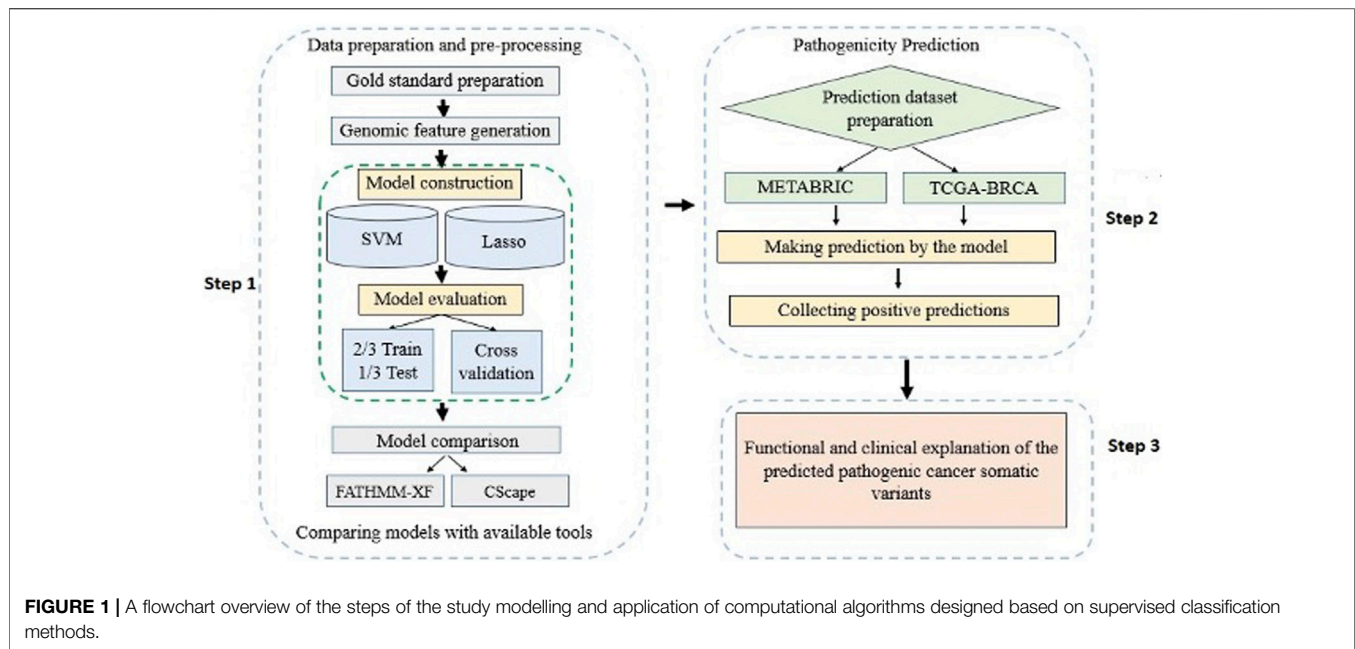 Data preparation and pre-processing
Gold standard preparation
Genomic feature generation
Model construction
SVM
Lasso
Step 1
Model evaluation
2/3 Train
1/3 Test
Cross
validation
Model comparison
FATHMM-XF
CScape
Comparing models with available tools
Pathogenicity Prediction
Prediction dataset
preparation
METABRIC
TCGA-BRCA
Step 2
Making prediction by the model
Collecting positive predictions
Functional and clinical explanation of the
predicted pathogenic cancer somatic
variants
Step 3
FIGURE 1 | A flowchart overview of the steps of the study modelling and application of computational algorithms designed based on supervised classification
methods.